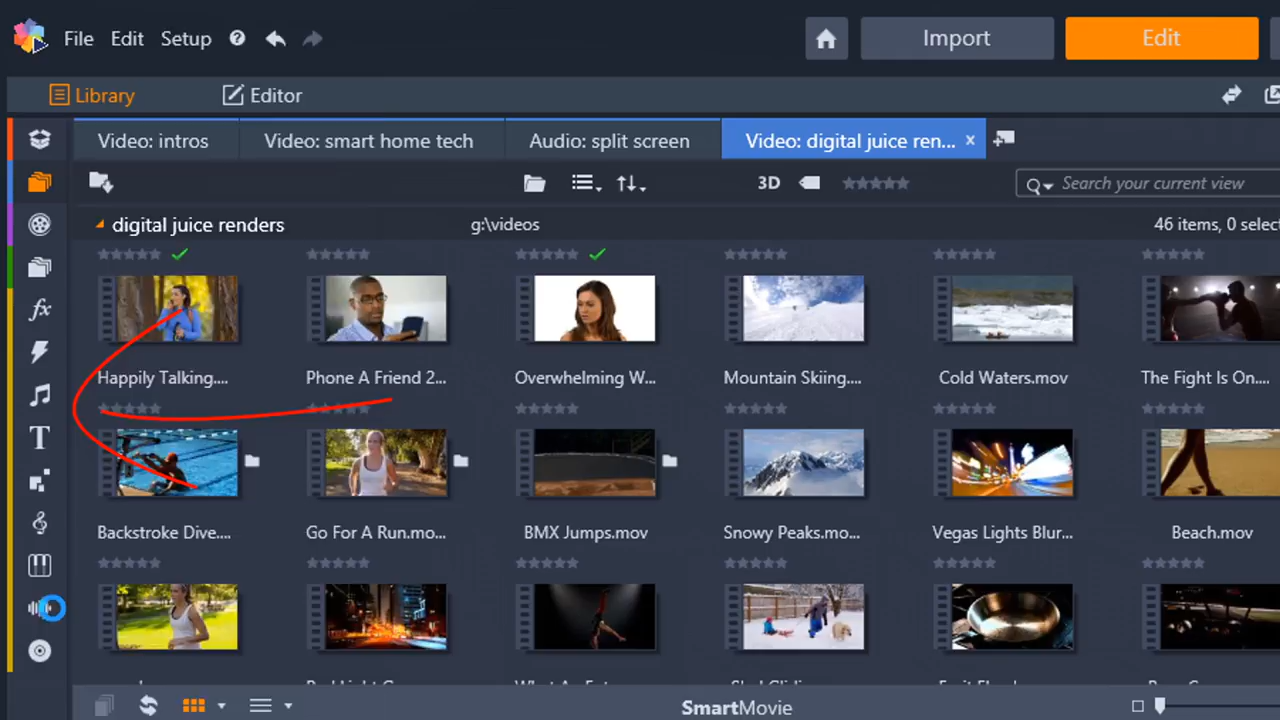 File Edit Setup ? Import Edit
Library Editor
Video: intros Video: smart home tech Audio: split screen Video: digital juice ren... x
3D Search your current view
digital juice renders g:\videos 46 items, 0 select
Happily Talking.... Phone A Friend 2... Overwhelming W... Mountain Skiing.... Cold Waters.mov The Fight Is On....
Backstroke Dive.... Go For A Run.mo... BMX Jumps.mov Snowy Peaks.mo... Vegas Lights Blur... Beach.mov
SmartMovie